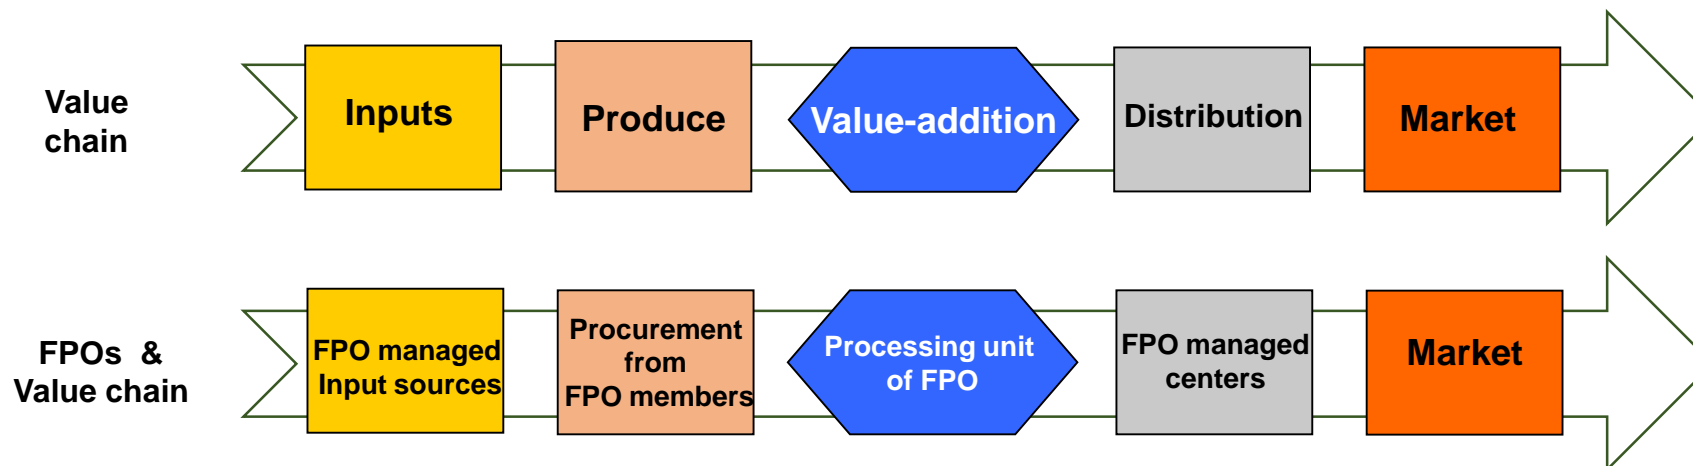 Value
chain
Inputs
Produce
Value-addition
Distribution
Market
FPOs &
Value chain
FPO managed
Input sources
Procurement
from
FPO members
Processing unit
of FPO
FPO managed
centers
Market